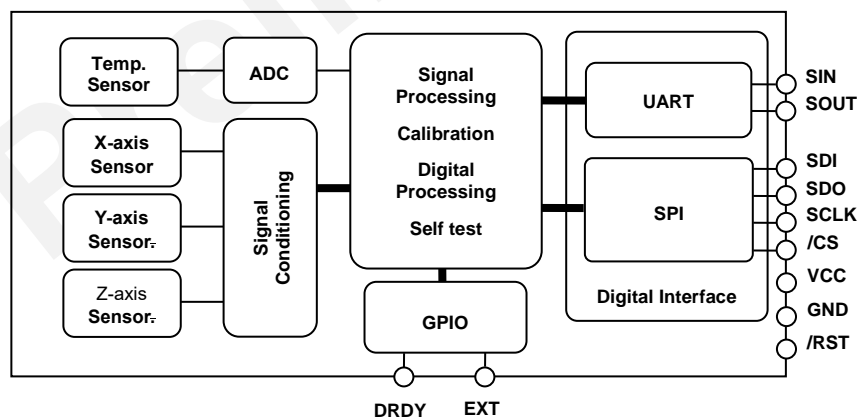 Temp.
Sensor
ADC
X-axis
Sensor
Y-axis
Sensor.
Z-axis
Sensor.
Signal
Conditioning
Signal
Processing
Calibration
Digital
Processing
Self test
GPIO
UART
SPI
Digital Interface
SIN
SOUT
SDI
SDO
SCLK
/CS
VCC
GND
/RST
DRDY
EXT